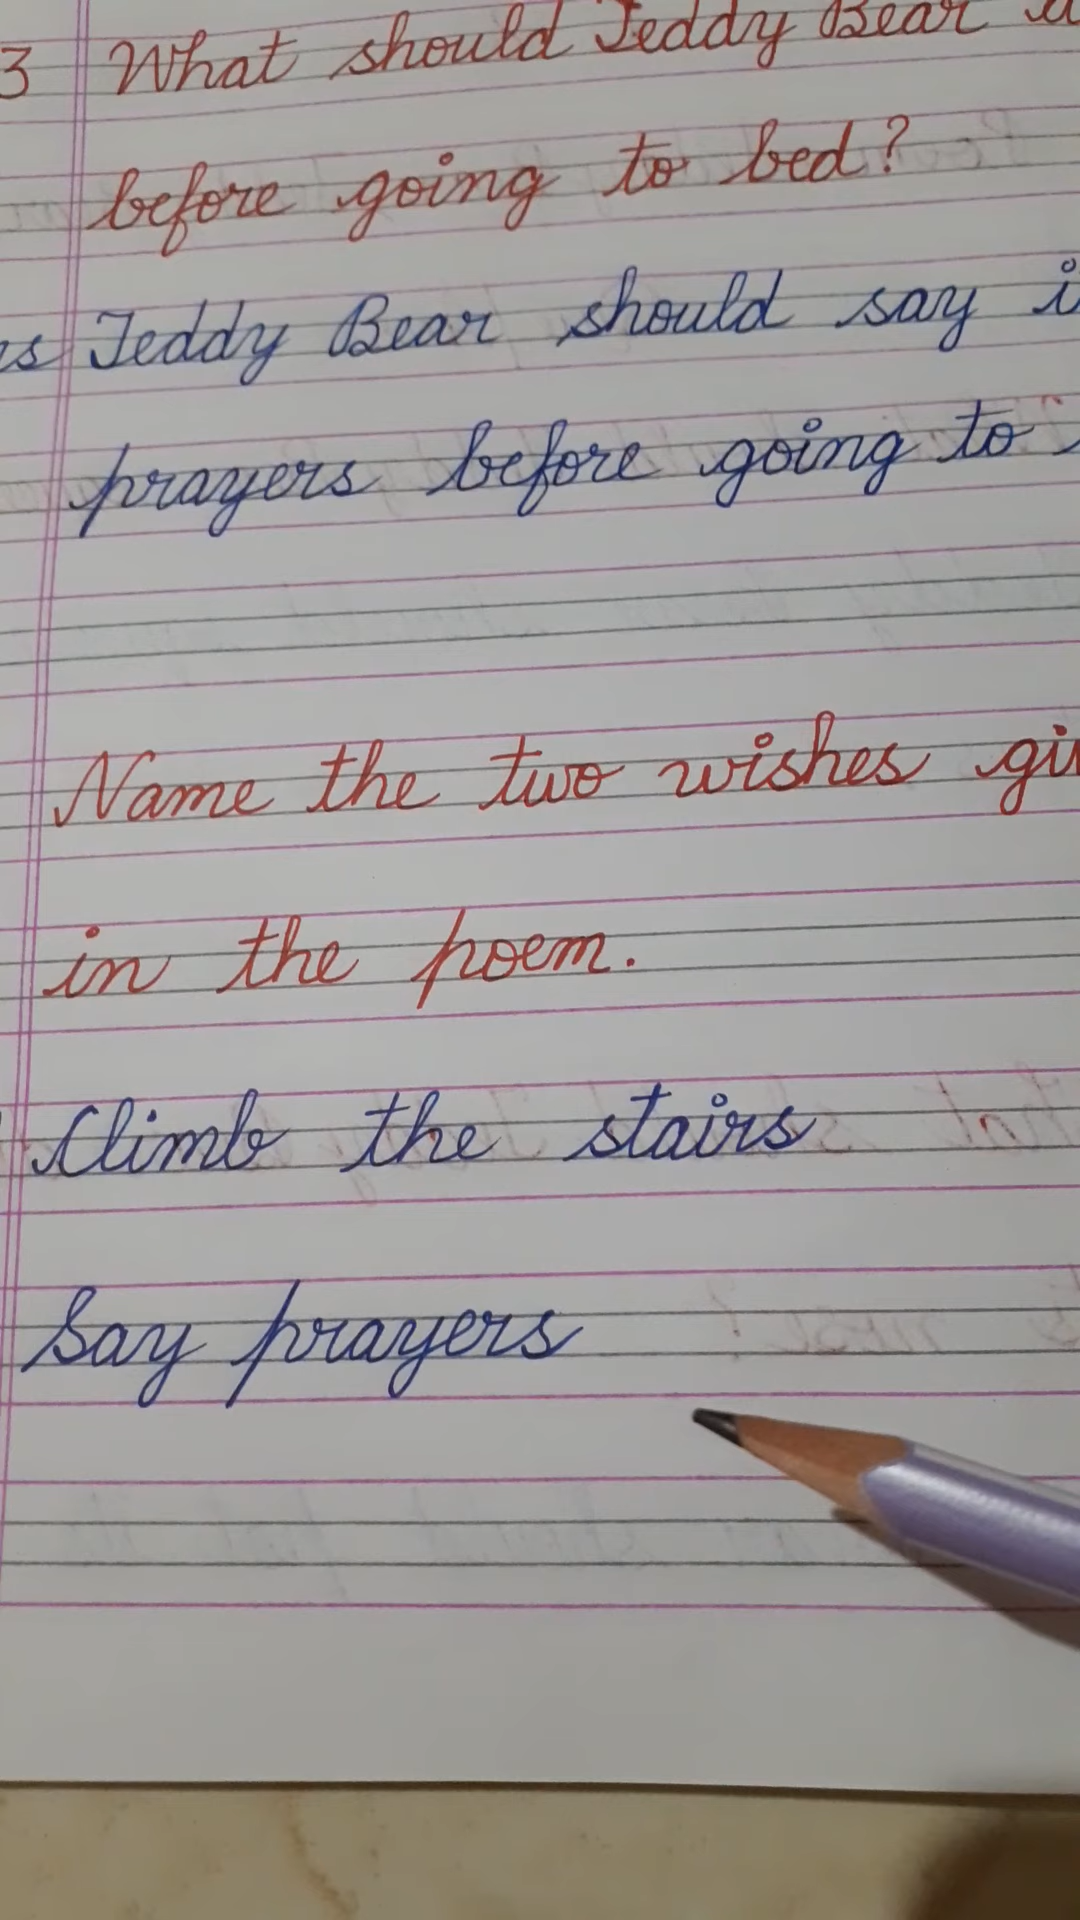 3 What should Teddy Bear
before going to bed?
Teddy Bear should say
prayers before going to
Name the two wishes
in the poem.
Climb the stairs
Say prayers